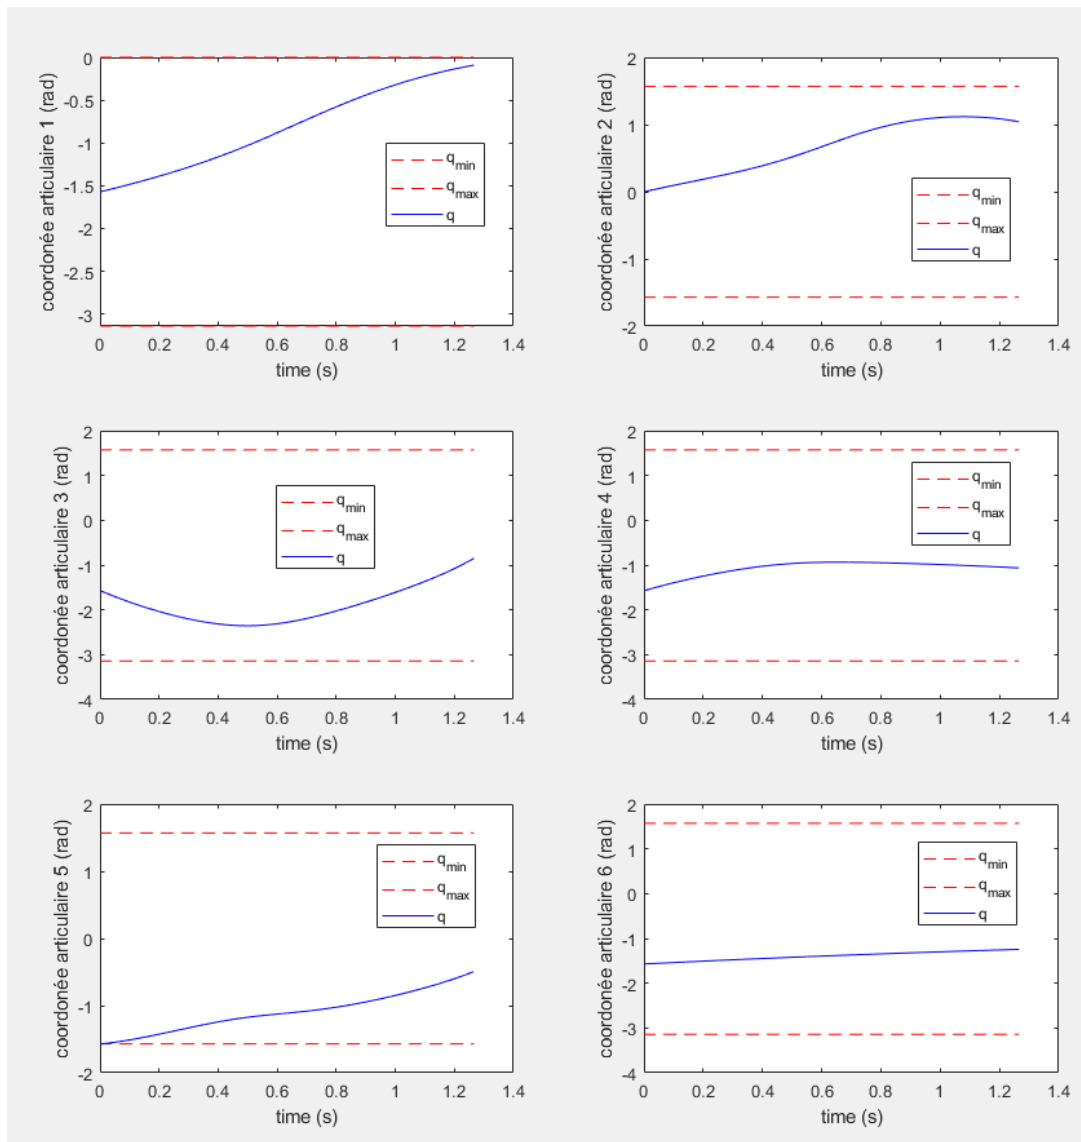 coordonée articulaire 1 (rad)
0
-0.5
-1
-1.5
-2
-2.5
-3
q_min
q_max
q
0 0.2 0.4 0.6 0.8 1 1.2 1.4
time (s)
coordonée articulaire 2 (rad)
2
1
0
-1
-2
q_min
q_max
q
0 0.2 0.4 0.6 0.8 1 1.2 1.4
time (s)
coordonée articulaire 3 (rad)
2
1
0
-1
-2
-3
-4
q_min
q_max
q
0 0.2 0.4 0.6 0.8 1 1.2 1.4
time (s)
coordonée articulaire 4 (rad)
2
1
0
-1
-2
-3
-4
q_min
q_max
q
0 0.2 0.4 0.6 0.8 1 1.2 1.4
time (s)
coordonée articulaire 5 (rad)
2
1
0
-1
-2
q_min
q_max
q
0 0.2 0.4 0.6 0.8 1 1.2 1.4
time (s)
coordonée articulaire 6 (rad)
2
1
0
-1
-2
-3
-4
q_min
q_max
q
0 0.2 0.4 0.6 0.8 1 1.2 1.4
time (s)